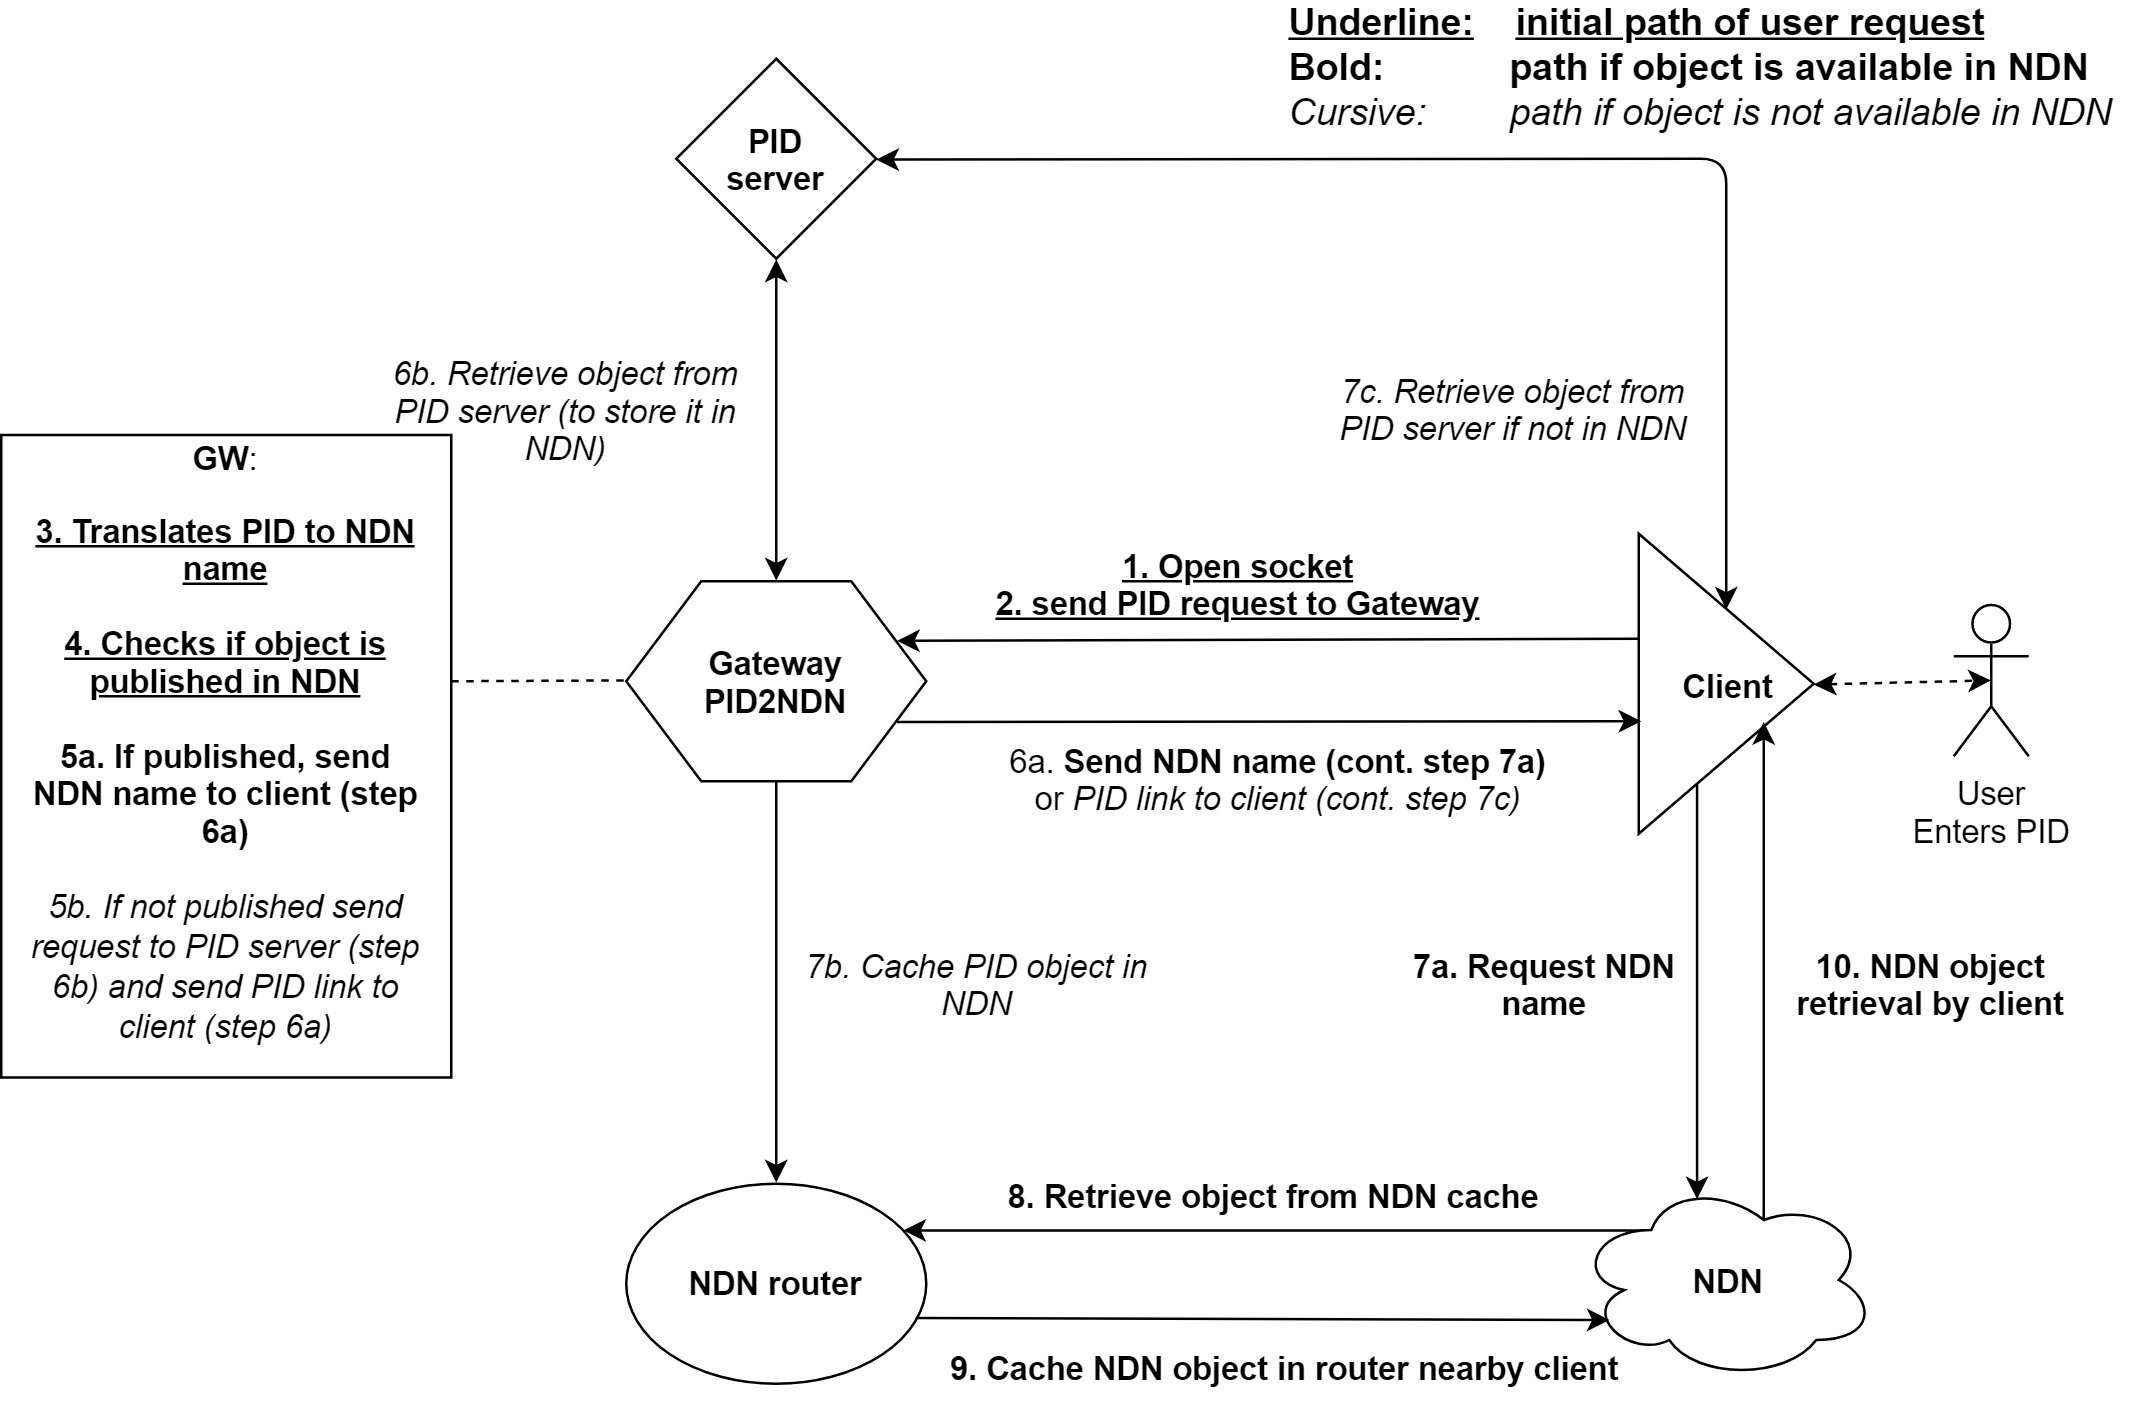 Underline: initial path of user request
Bold: path if object is available in NDN
Cursive: path if object is not available in NDN
PID
server
6b. Retrieve object from
PID server (to store it in
NDN)
7c. Retrieve object from
PID server if not in NDN
GW:
3. Translates PID to NDN
name
4. Checks if object is
published in NDN
5a. If published, send
NDN name to client (step
6a)
5b. If not published send
request to PID server (step
6b) and send PID link to
client (step 6a)
Gateway
PID2NDN
1. Open socket
2. send PID request to Gateway
6a. Send NDN name (cont. step 7a)
or PID link to client (cont. step 7c)
Client
User
Enters PID
7b. Cache PID object in
NDN
7a. Request NDN
name
10. NDN object
retrieval by client
8. Retrieve object from NDN cache
NDN router
NDN
9. Cache NDN object in router nearby client